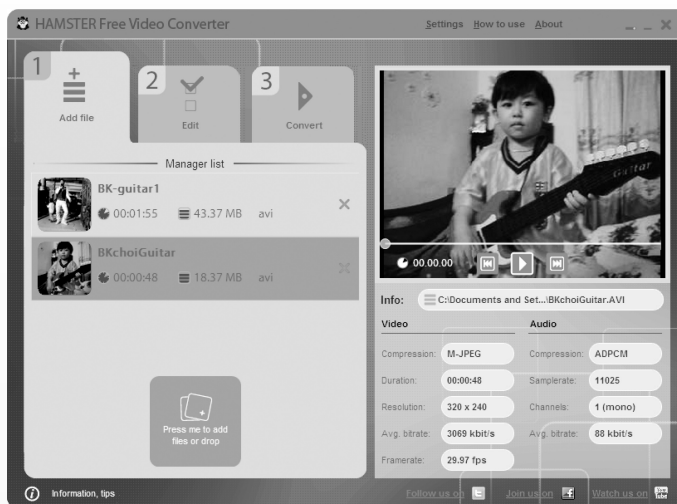 HAMSTER Free Video Converter
Settings How to use About
1
Add file
2
Edit
3
Convert
Manager list
BK-guitar1
00:01:55 43.37 MB avi
BKchoiGuitar
00:00:48 18.37 MB avi
Press me to add
files or drop
Guitar
00.00.00
Info: C:\Documents and Set...\BKchoiGuitar.AVI
Video Audio
Compression: M-JPEG Compression: ADPCM
Duration: 00:00:48 Samplerate: 11025
Resolution: 320 x 240 Channels: 1 (mono)
Avg. bitrate: 3069 kbit/s Avg. bitrate: 88 kbit/s
Framerate: 29.97 fps
Information, tips
Follow us on Join us on Watch us on You Tube